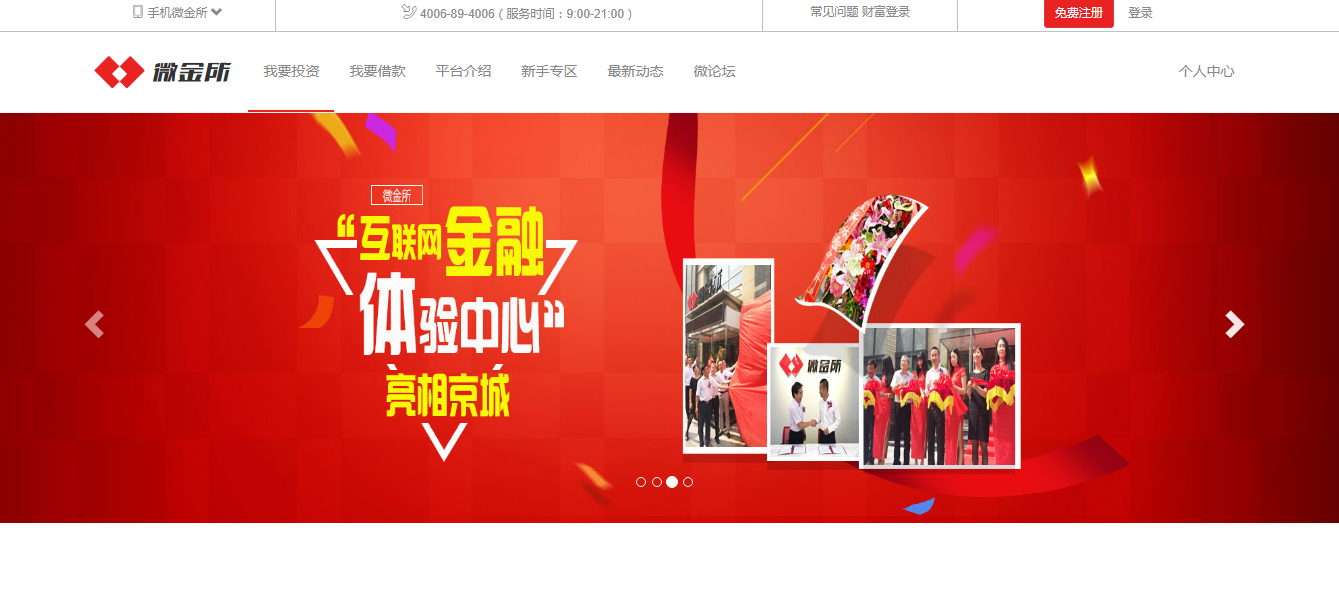 手机微金所
4006-89-4006 ( 服务时间：9:00-21:00 )
常见问题 财富登录
免费注册
登录
微金所
我要投资
我要借款
平台介绍
新手专区
最新动态
微论坛
个人中心
微金所
“互联网金融
体验中心”
亮相京城
微金所